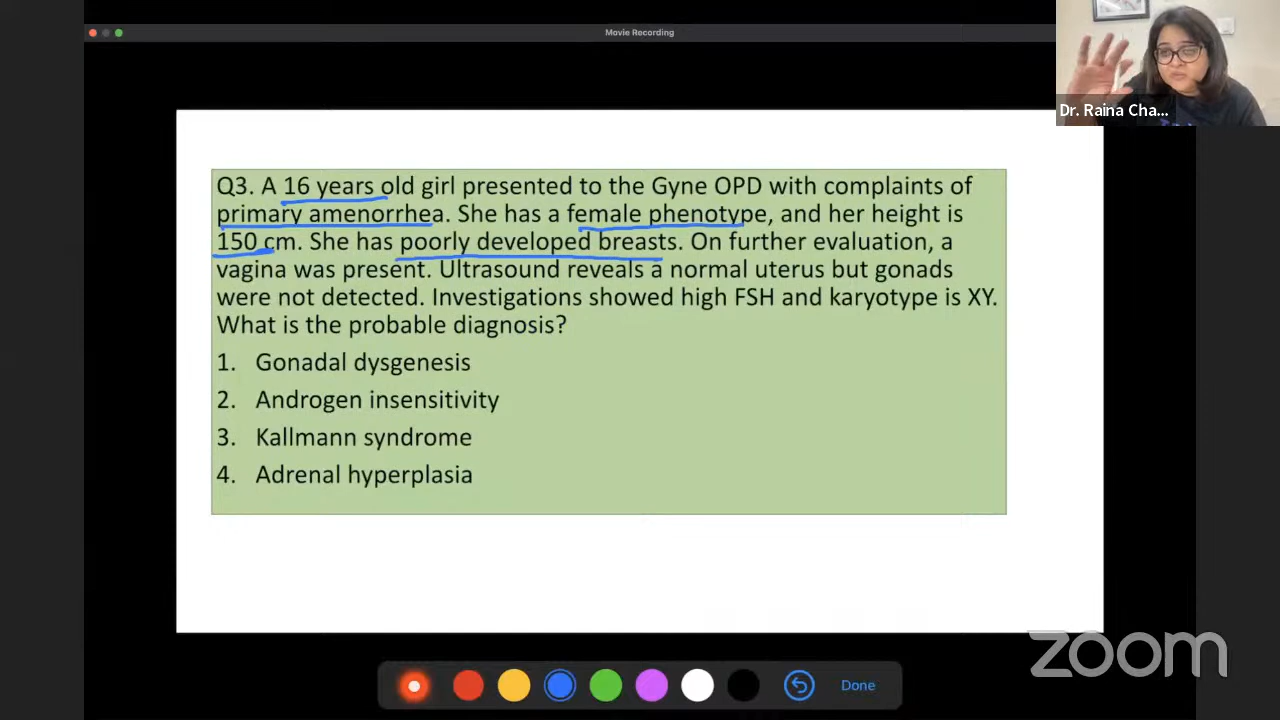 Movie Recording
Dr. Raina Cha...
Q3. A 16 years old girl presented to the Gyne OPD with complaints of
primary amenorrhea. She has a female phenotype, and her height is
150 cm. She has poorly developed breasts. On further evaluation, a
vagina was present. Ultrasound reveals a normal uterus but gonads
were not detected. Investigations showed high FSH and karyotype is XY.
What is the probable diagnosis?
1. Gonadal dysgenesis
2. Androgen insensitivity
3. Kallmann syndrome
4. Adrenal hyperplasia
zoom
Done